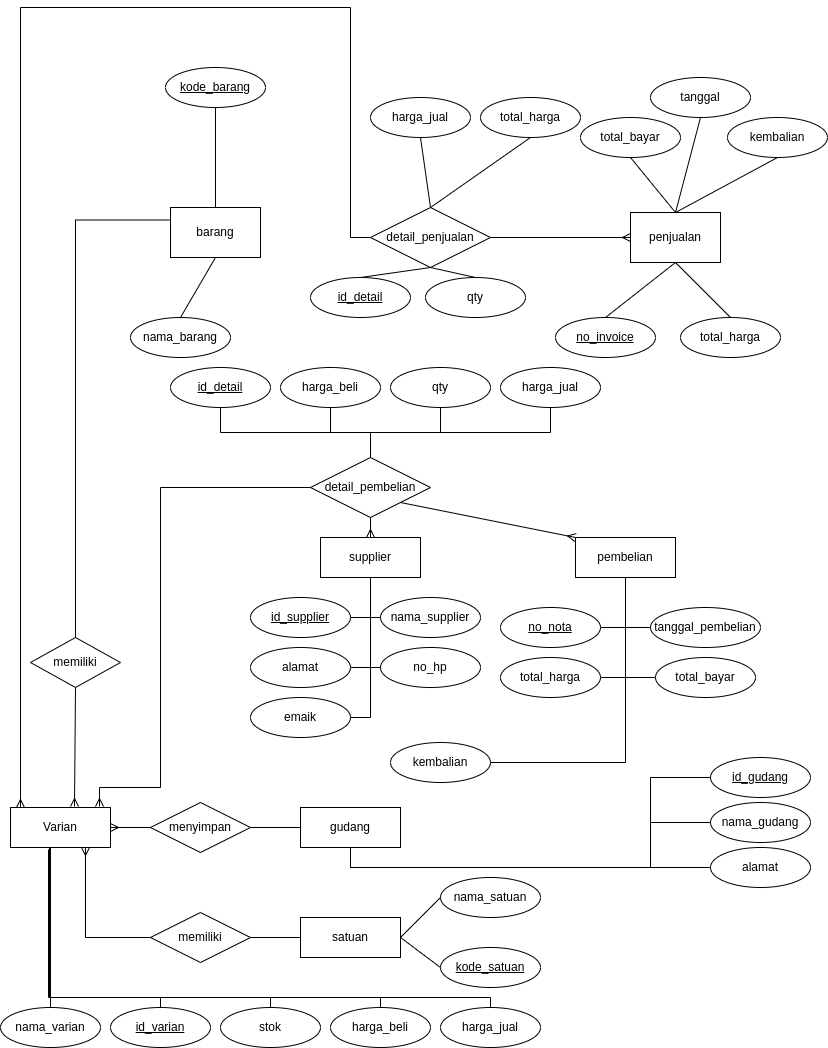 kode_barang
tanggal
harga_jual
total_harga
total_bayar
kembalian
barang
detail_penjualan
penjualan
id_detail
qty
nama_barang
no_invoice
total_harga
id_detail
harga_beli
qty
harga_jual
detail_pembelian
supplier
pembelian
id_supplier
nama_supplier
no_nota
tanggal_pembelian
memiliki
alamat
no_hp
total_harga
total_bayar
emaik
kembalian
id_gudang
Varian
menyimpan
gudang
nama_gudang
alamat
nama_satuan
memiliki
satuan
kode_satuan
nama_varian
id_varian
stok
harga_beli
harga_jual